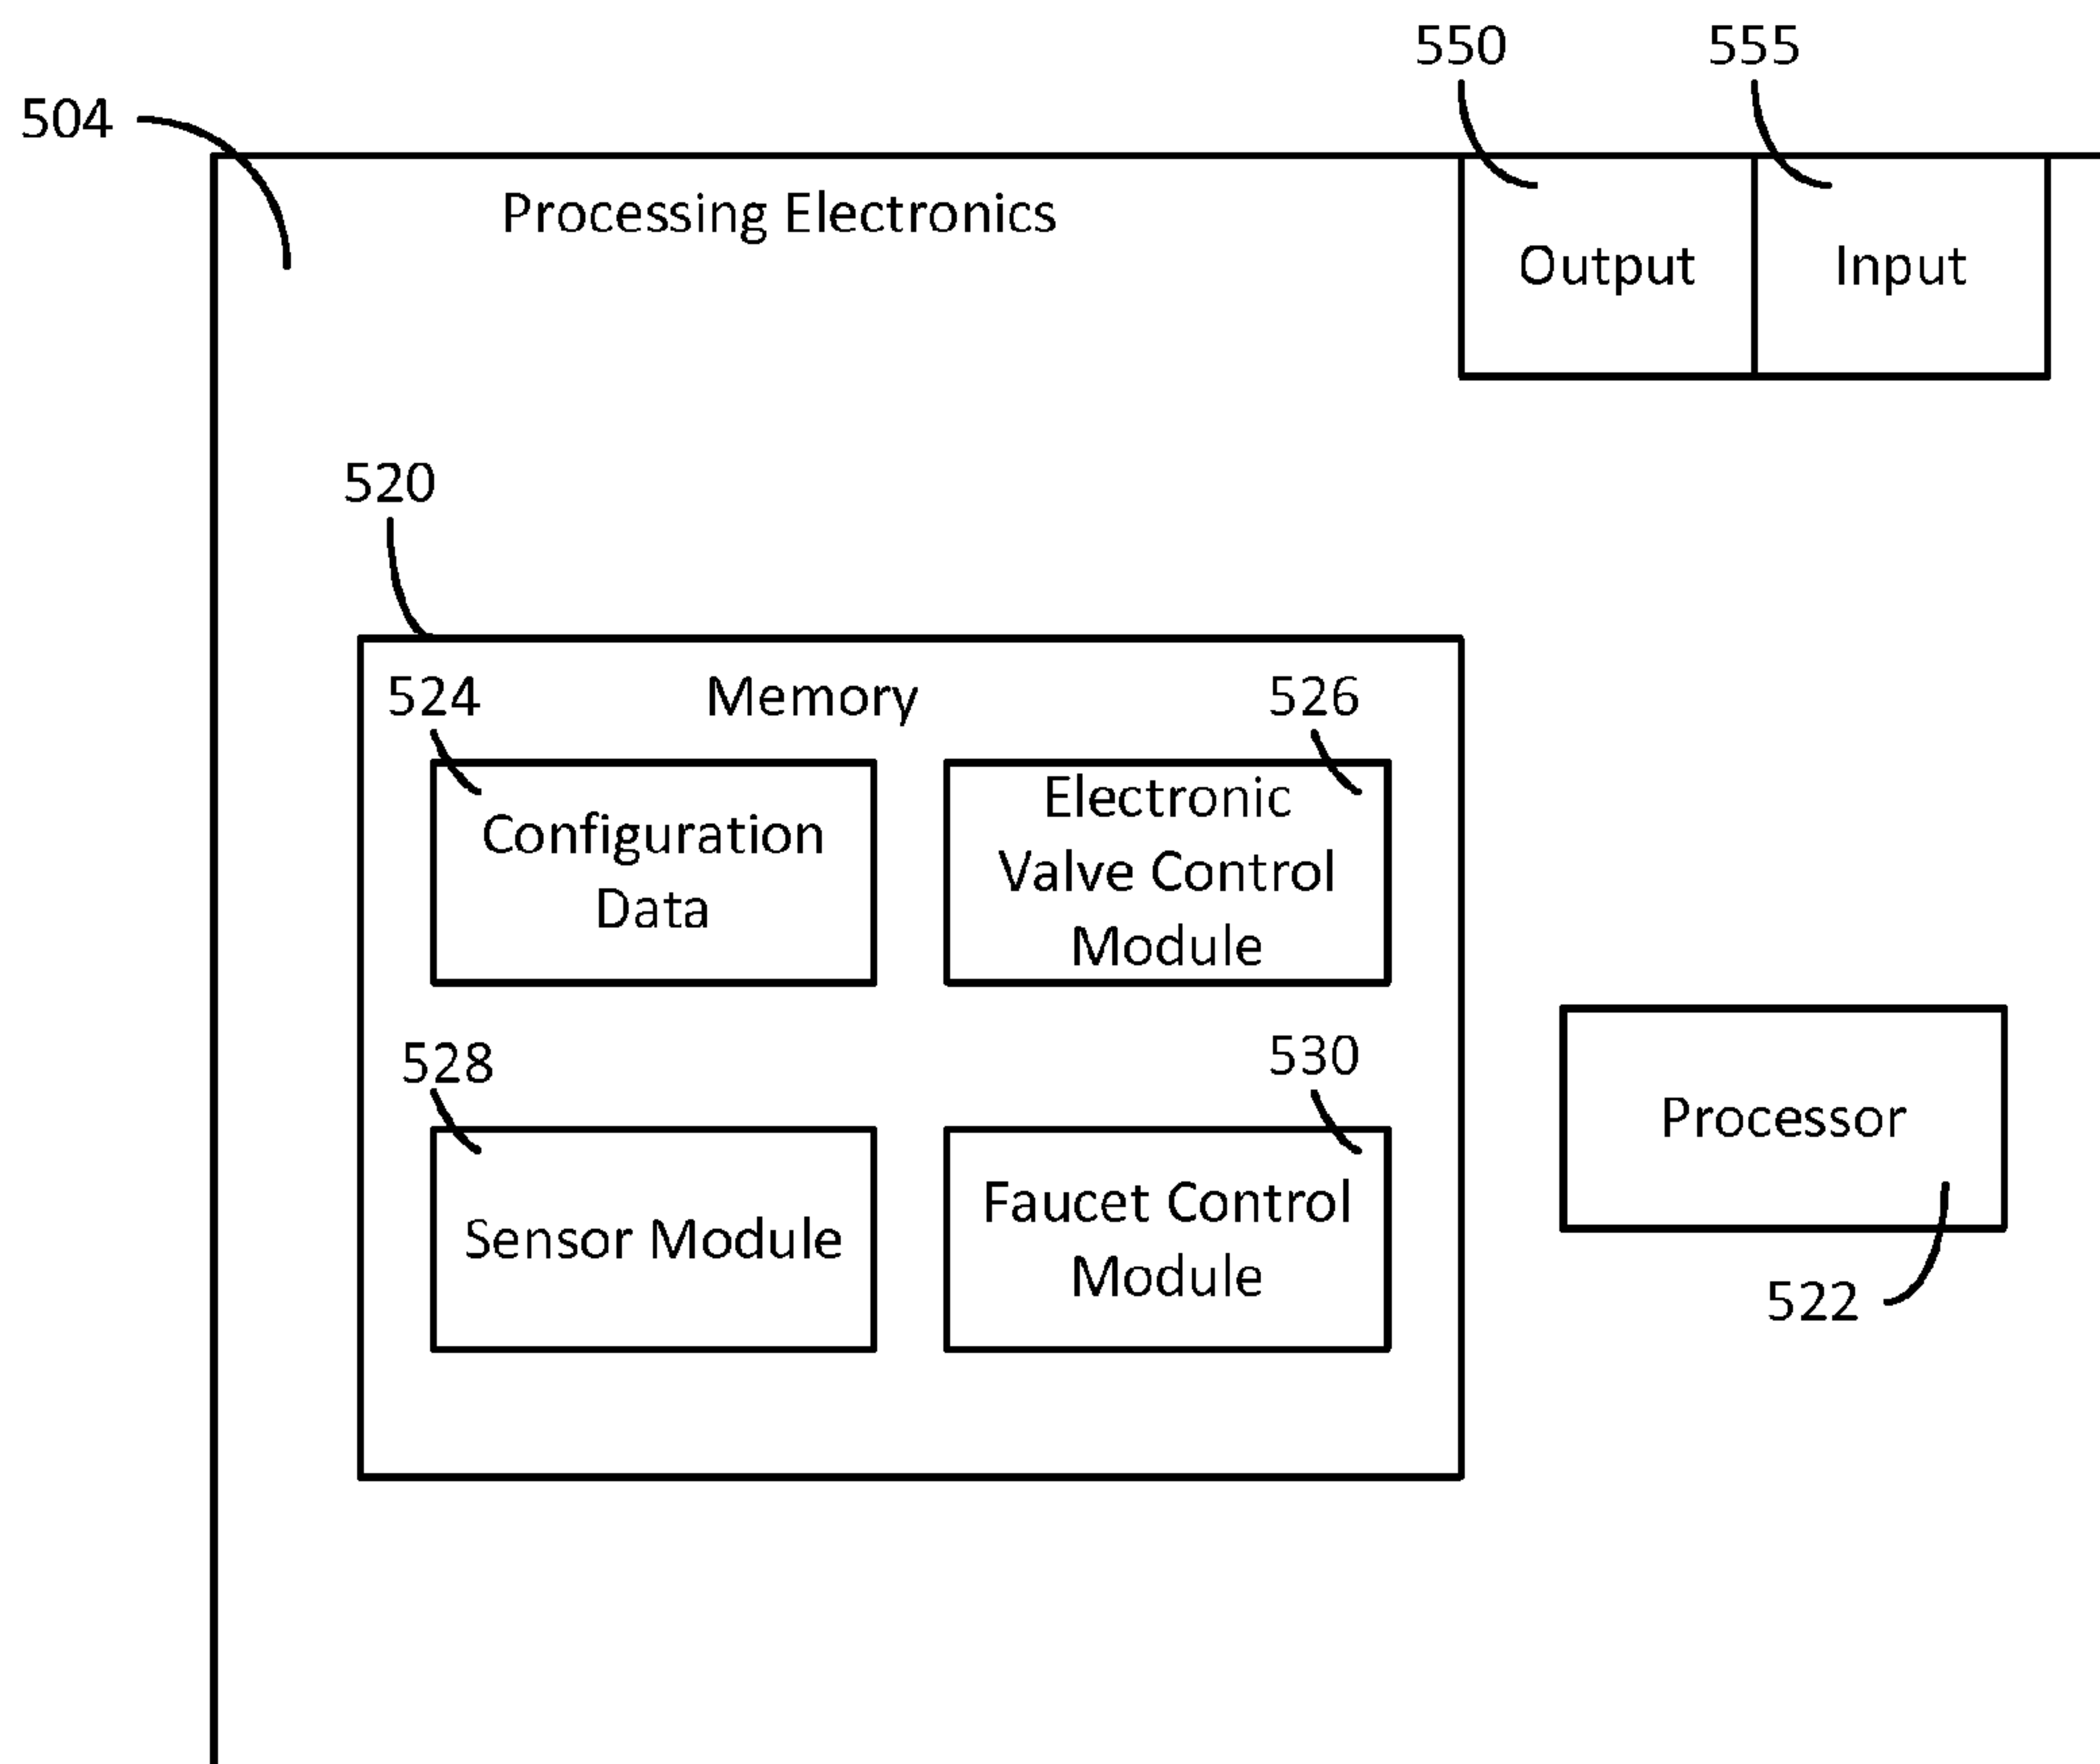 550
555
504
Processing Electronics
Output
Input
520
524
Memory
526
Configuration
Data
Electronic
Valve Control
Module
528
530
Sensor Module
Faucet Control
Module
Processor
522